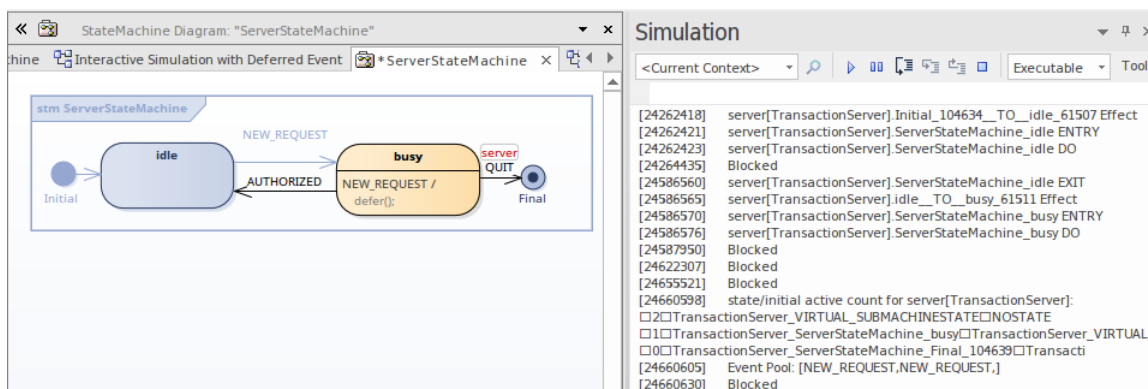 StateMachine Diagram: "ServerStateMachine"
:hine Interactive Simulation with Deferred Event *ServerStateMachine
stm ServerStateMachine
NEW_REQUEST
idle
busy
server
QUIT
AUTHORIZED
NEW_REQUEST /
defer();
Initial
Final
Simulation
<Current Context> Executable Tool
[24262418] server[TransactionServer].Initial_104634__TO__idle_61507 Effect
[24262421] server[TransactionServer].ServerStateMachine_idle ENTRY
[24262423] server[TransactionServer].ServerStateMachine_idle DO
[24264435] Blocked
[24586560] server[TransactionServer].ServerStateMachine_idle EXIT
[24586565] server[TransactionServer].idle__TO__busy_61511 Effect
[24586570] server[TransactionServer].ServerStateMachine_busy ENTRY
[24586576] server[TransactionServer].ServerStateMachine_busy DO
[24587950] Blocked
[24622307] Blocked
[24655521] Blocked
[24660598] state/initial active count for server[TransactionServer]:
□2□TransactionServer_VIRTUAL_SUBMACHINESTATE□NOSTATE
□1□TransactionServer_ServerStateMachine_busy□TransactionServer_VIRTUAL
□0□TransactionServer_ServerStateMachine_Final_104639□Transacti
[24660605] Event Pool: [NEW_REQUEST,NEW_REQUEST,]
[24660630] Blocked